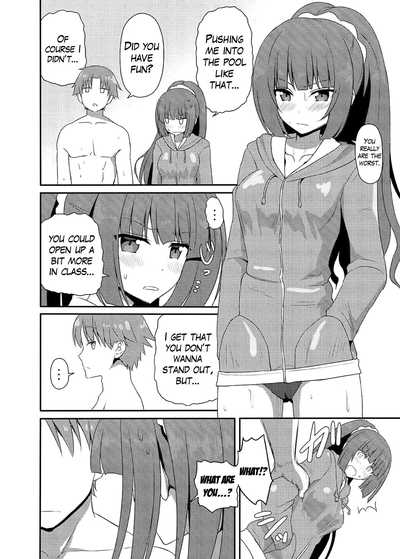 PUSHING
ME INTO
THE POOL
LIKE
THAT...
DID YOU
HAVE
FUN?
OF
COURSE I
DIDN'T...
YOU
REALLY
ARE THE
WORST.
YOU COULD
OPEN UP A
BIT MORE
IN CLASS...
I GET THAT
YOU DON'T
WANNA
STAND OUT,
BUT...
...
WHAT!?
WHAT ARE
YOU...?